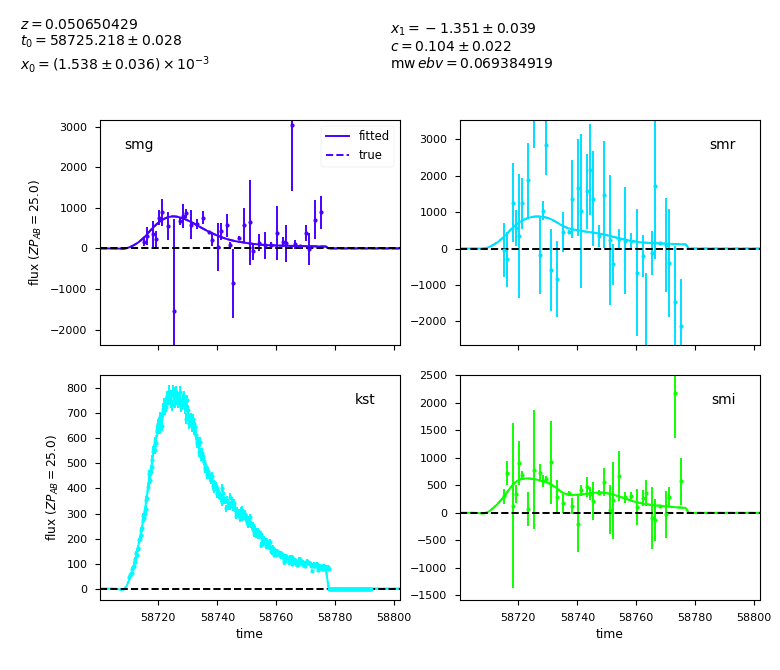 z = 0.050650429
t₀ = 58725.218 ± 0.028
x₀ = (1.538 ± 0.036) × 10⁻³
x₁ = −1.351 ± 0.039
c = 0.104 ± 0.022
mw ebv = 0.069384919
smg
fitted
true
3000
2000
1000
0
−1000
−2000
flux (ZP_AB = 25.0)
smr
3000
2000
1000
0
−1000
−2000
kst
800
700
600
500
400
300
200
100
0
flux (ZP_AB = 25.0)
58720 58740 58760 58780 58800
time
smi
2500
2000
1500
1000
500
0
−500
−1000
−1500
58720 58740 58760 58780 58800
time